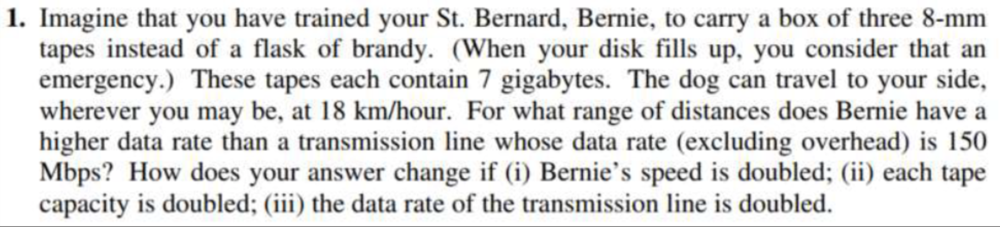 1. Imagine that you have trained your St. Bernard, Bernie, to carry a box of three 8-mm
tapes instead of a flask of brandy. (When your disk fills up, you consider that an
emergency.) These tapes each contain 7 gigabytes. The dog can travel to your side,
wherever you may be, at 18 km/hour. For what range of distances does Bernie have a
higher data rate than a transmission line whose data rate (excluding overhead) is 150
Mbps? How does your answer change if (i) Bernie's speed is doubled; (ii) each tape
capacity is doubled; (iii) the data rate of the transmission line is doubled.